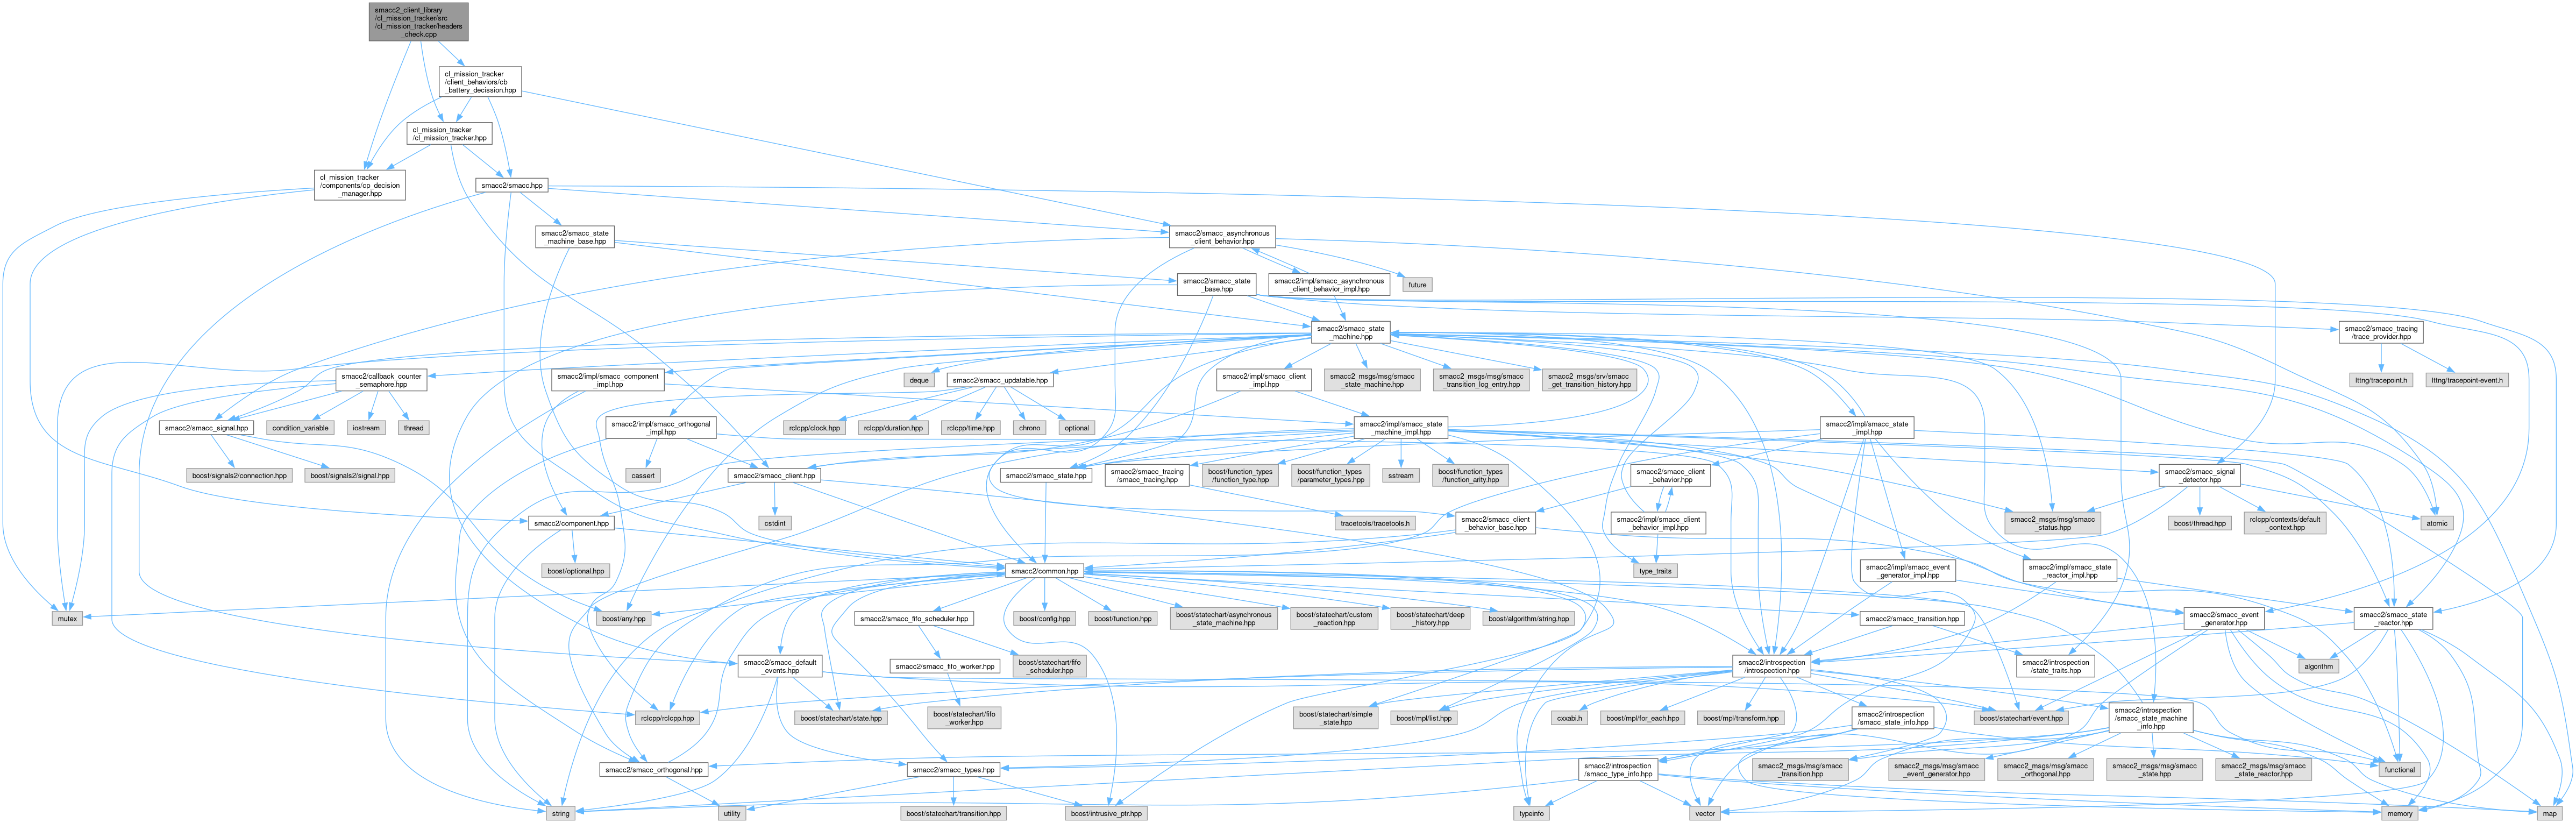 smacc2_client_library
/cl_mission_tracker/src
/cl_mission_tracker/headers
_check.cpp
cl_mission_tracker
/client_behaviors/cb
_battery_decission.hpp
cl_mission_tracker
/cl_mission_tracker.hpp
cl_mission_tracker
/components/cp_decision
_manager.hpp
smacc2/smacc.hpp
smacc2/smacc_state
_machine_base.hpp
smacc2/smacc_asynchronous
_client_behavior.hpp
smacc2/smacc_state
_base.hpp
smacc2/impl/smacc_asynchronous
_client_behavior_impl.hpp
future
smacc2/smacc_state
_machine.hpp
smacc2/smacc_tracing
/trace_provider.hpp
smacc2/callback_counter
_semaphore.hpp
smacc2/impl/smacc_component
_impl.hpp
deque
smacc2/smacc_updatable.hpp
smacc2/impl/smacc_client
_impl.hpp
smacc2_msgs/msg/smacc
_state_machine.hpp
smacc2_msgs/msg/smacc
_transition_log_entry.hpp
smacc2_msgs/srv/smacc
_get_transition_history.hpp
lttng/tracepoint.h
lttng/tracepoint-event.h
smacc2/smacc_signal.hpp
condition_variable
iostream
thread
smacc2/impl/smacc_orthogonal
_impl.hpp
rclcpp/clock.hpp
rclcpp/duration.hpp
rclcpp/time.hpp
chrono
optional
smacc2/impl/smacc_state
_machine_impl.hpp
smacc2/impl/smacc_state
_impl.hpp
boost/signals2/connection.hpp
boost/signals2/signal.hpp
cassert
smacc2/smacc_client.hpp
smacc2/smacc_state.hpp
smacc2/smacc_tracing
/smacc_tracing.hpp
boost/function_types
/function_type.hpp
boost/function_types
/parameter_types.hpp
sstream
boost/function_types
/function_arity.hpp
smacc2/smacc_client
_behavior.hpp
smacc2/smacc_signal
_detector.hpp
smacc2/component.hpp
cstdint
tracetools/tracetools.h
smacc2/smacc_client
_behavior_base.hpp
smacc2/impl/smacc_client
_behavior_impl.hpp
smacc2_msgs/msg/smacc
_status.hpp
boost/thread.hpp
rclcpp/contexts/default
_context.hpp
atomic
boost/optional.hpp
smacc2/common.hpp
type_traits
smacc2/impl/smacc_event
_generator_impl.hpp
smacc2/impl/smacc_state
_reactor_impl.hpp
mutex
boost/any.hpp
smacc2/smacc_fifo_scheduler.hpp
boost/config.hpp
boost/function.hpp
boost/statechart/asynchronous
_state_machine.hpp
boost/statechart/custom
_reaction.hpp
boost/statechart/deep
_history.hpp
boost/algorithm/string.hpp
smacc2/smacc_transition.hpp
smacc2/smacc_event
_generator.hpp
smacc2/smacc_state
_reactor.hpp
smacc2/smacc_default
_events.hpp
smacc2/smacc_fifo_worker.hpp
boost/statechart/fifo
_scheduler.hpp
smacc2/introspection
/introspection.hpp
smacc2/introspection
/state_traits.hpp
algorithm
rclcpp/rclcpp.hpp
boost/statechart/state.hpp
boost/statechart/fifo
_worker.hpp
boost/statechart/simple
_state.hpp
boost/mpl/list.hpp
cxxabi.h
boost/mpl/for_each.hpp
boost/mpl/transform.hpp
smacc2/introspection
/smacc_state_info.hpp
boost/statechart/event.hpp
smacc2/introspection
/smacc_state_machine
_info.hpp
smacc2/smacc_orthogonal.hpp
smacc2/smacc_types.hpp
smacc2/introspection
/smacc_type_info.hpp
smacc2_msgs/msg/smacc
_transition.hpp
smacc2_msgs/msg/smacc
_event_generator.hpp
smacc2_msgs/msg/smacc
_orthogonal.hpp
smacc2_msgs/msg/smacc
_state.hpp
smacc2_msgs/msg/smacc
_state_reactor.hpp
functional
string
utility
boost/statechart/transition.hpp
boost/intrusive_ptr.hpp
typeinfo
vector
memory
map